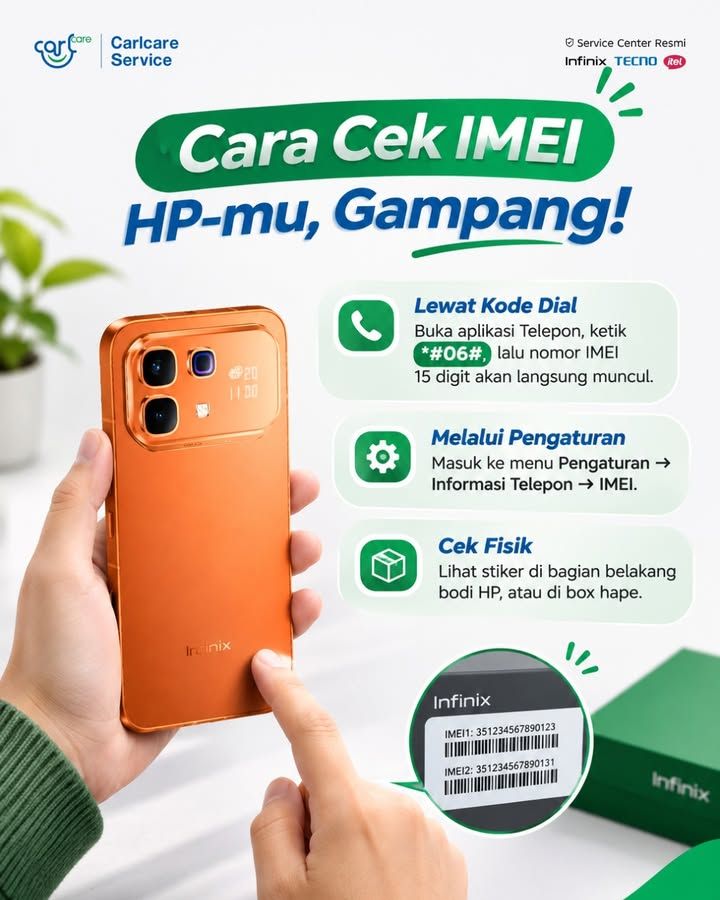 carlcare
Carlcare
Service
Service Center Resmi
Infinix TECNO itel
Cara Cek IMEI
HP-mu, Gampang!
Lewat Kode Dial
Buka aplikasi Telepon, ketik
*#06#, lalu nomor IMEI
15 digit akan langsung muncul.
Melalui Pengaturan
Masuk ke menu Pengaturan →
Informasi Telepon → IMEI.
Cek Fisik
Lihat stiker di bagian belakang
bodi HP, atau di box hape.
20
Infinix
Infinix
IMEI1: 351234567890123
IMEI2: 351234567890131
Infinix